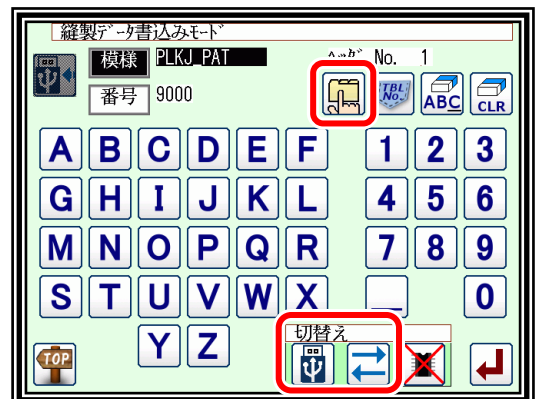 縫製ﾃﾞｰﾀ書込みﾓｰﾄﾞ
模様 PLKJ_PAT ﾍｯﾀﾞ No. 1
番号 9000
TBL No. ABC CLR
A B C D E F 1 2 3
G H I J K L 4 5 6
M N O P Q R 7 8 9
S T U V W X _ 0
Y Z 切替え
TOP